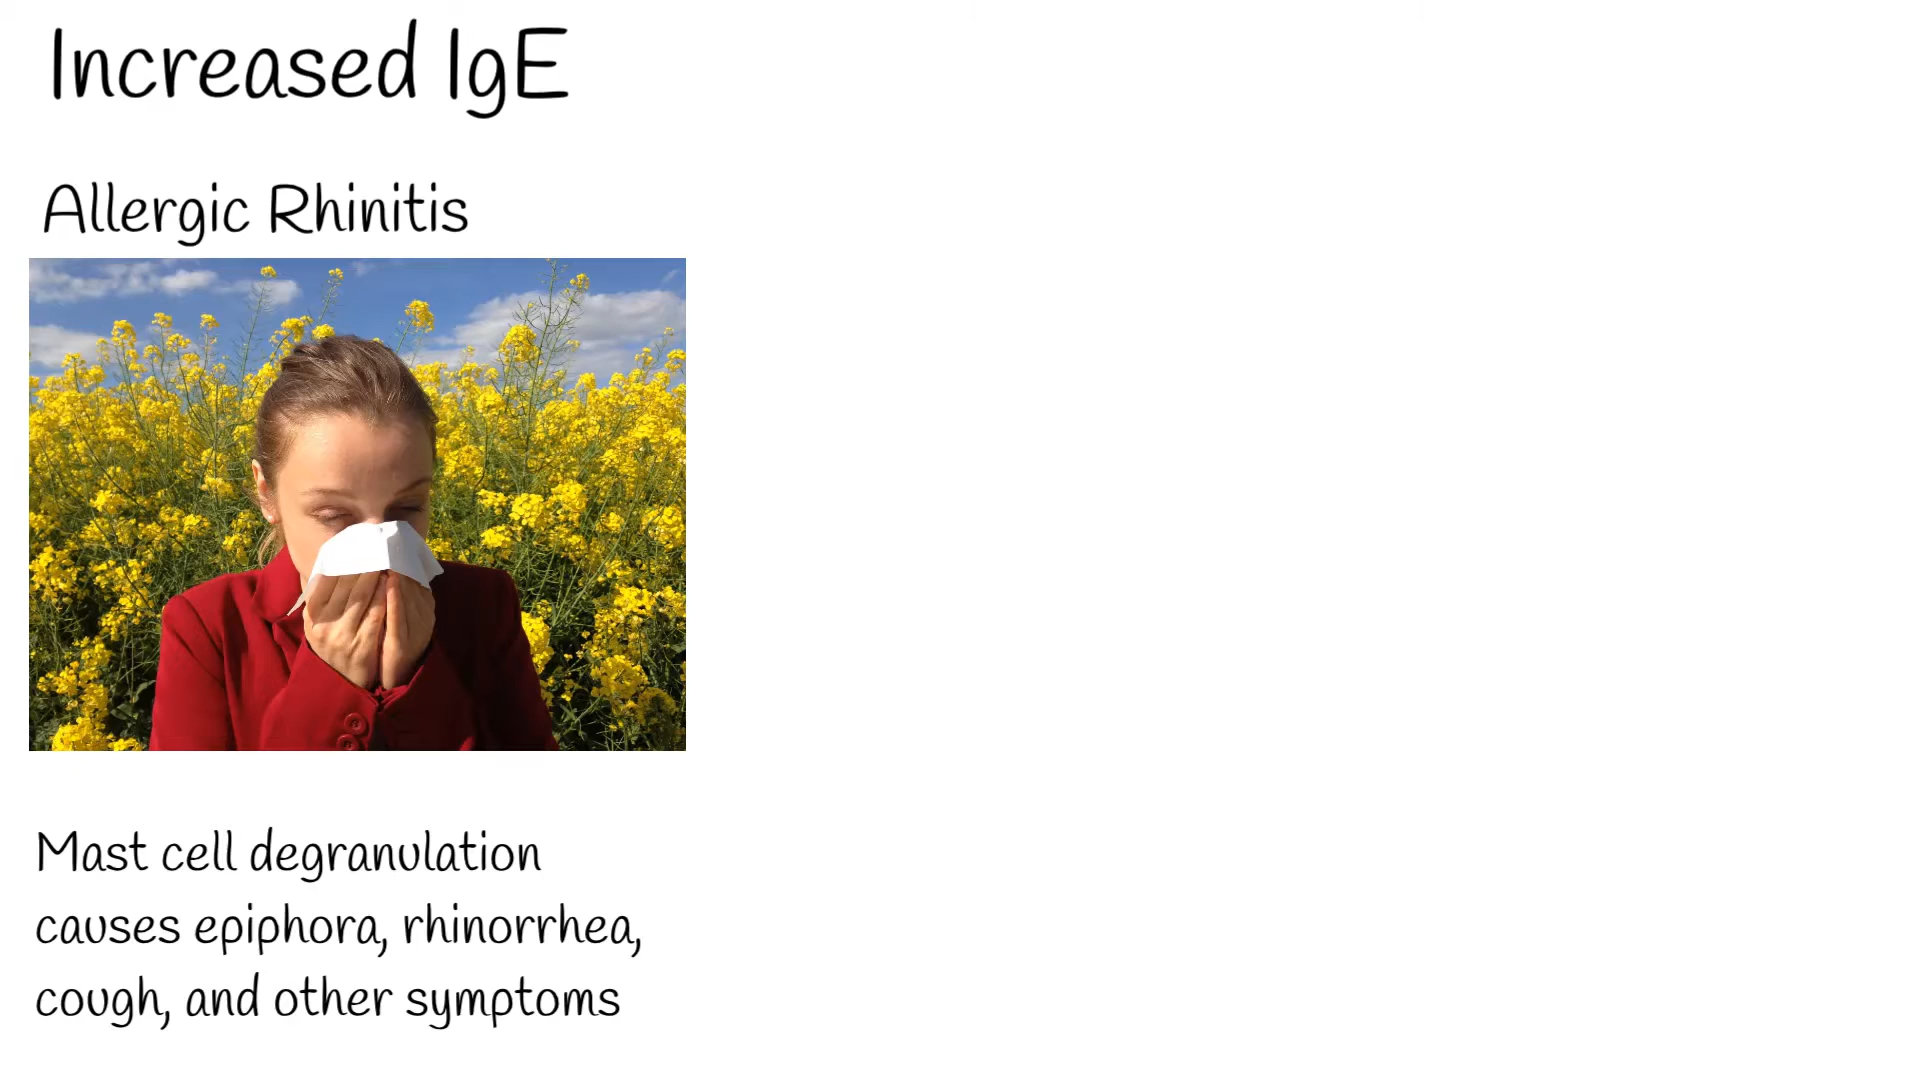 Increased IgE
Allergic Rhinitis
Mast cell degranulation
causes epiphora, rhinorrhea,
cough, and other symptoms